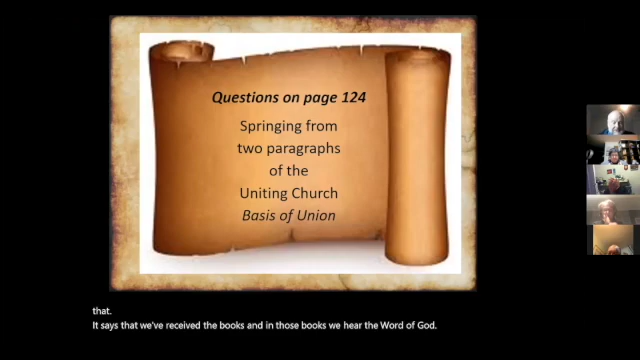 Questions on page 124
Springing from
two paragraphs
of the
Uniting Church
Basis of Union
that.
It says that we've received the books and in those books we hear the Word of God.